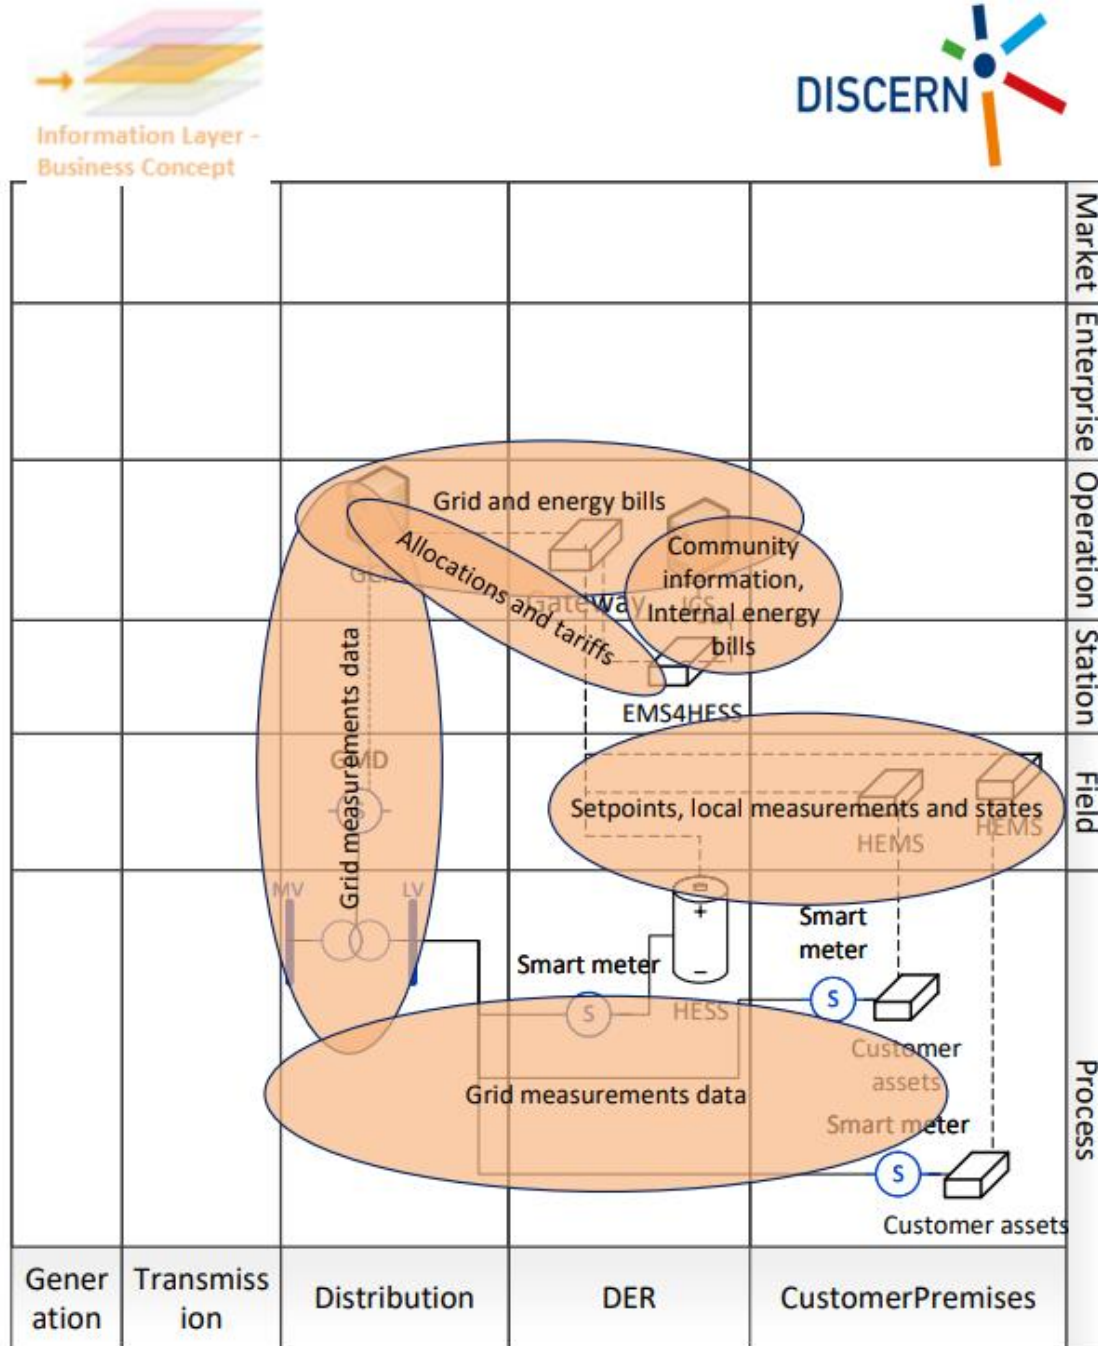 Information Layer -
Business Concept
DISCERN
Market
Enterprise
Operation
Station
Field
Process
Grid and energy bills
Allocations and tariffs
Community
information,
Internal energy
bills
Gateway
EMS4HESS
Grid measurements data
GMD
Setpoints, local measurements and states
HEMS
HEMS
MV
LV
S
Smart
meter
Smart meter
+
−
S
S
HESS
Customer
assets
Grid measurements data
Smart meter
S
Customer assets
Gener
ation
Transmiss
ion
Distribution
DER
CustomerPremises